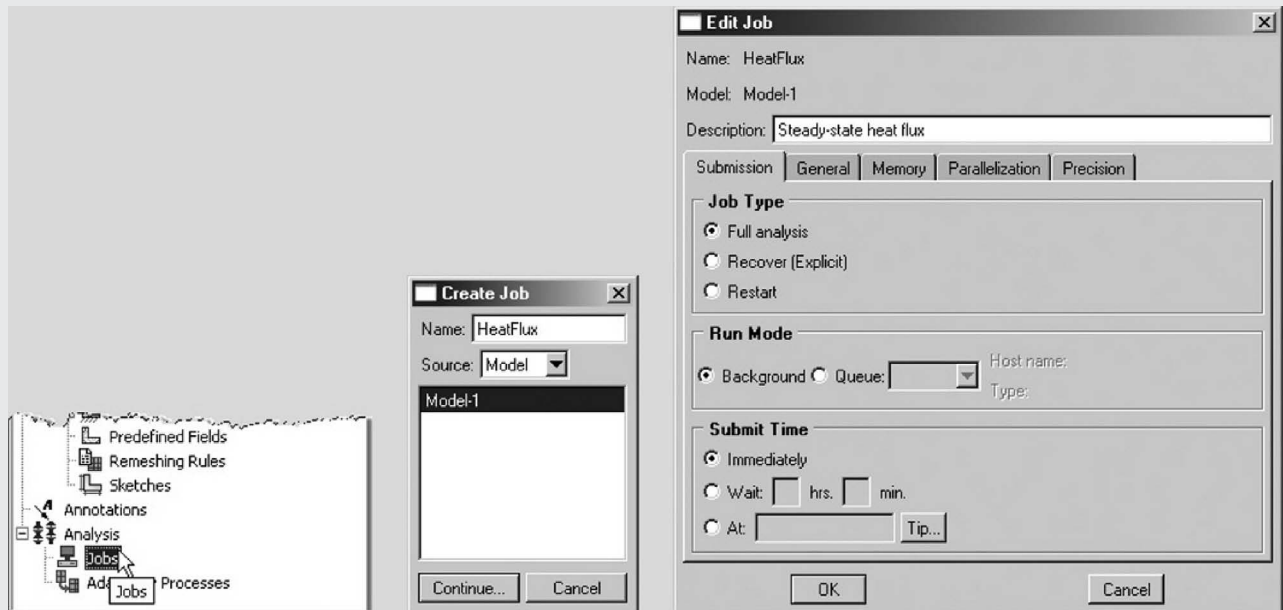 Predefined Fields
Remeshing Rules
Sketches
Annotations
Analysis
Jobs
Ada Processes
Jobs
Create Job
Name: HeatFlux
Source: Model
Model-1
Continue... Cancel
Edit Job
Name: HeatFlux
Model: Model-1
Description: Steady-state heat flux
Submission General Memory Parallelization Precision
Job Type
Full analysis
Recover (Explicit)
Restart
Run Mode
Background Queue: Host name:
Type:
Submit Time
Immediately
Wait: hrs. min.
At: Tip...
OK Cancel